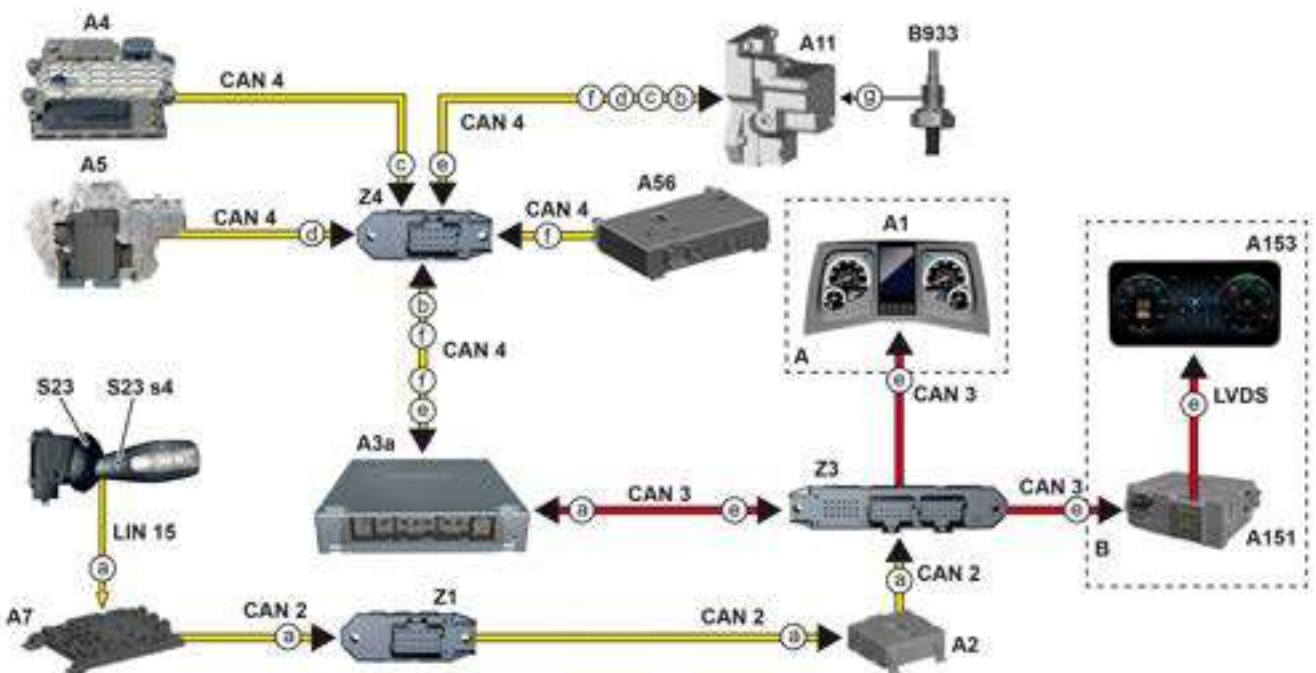 A4
CAN 4
f d c b
A11
g
B933
CAN 4
c
e
A5
CAN 4
d
Z4
CAN 4
f
A56
b
f
CAN 4
f
e
A1
A
e
CAN 3
A153
e
LVDS
S23
S23 s4
LIN 15
a
A3a
a
CAN 3
e
Z3
CAN 3
e
B
A151
a
CAN 2
A7
CAN 2
a
Z1
CAN 2
a
A2